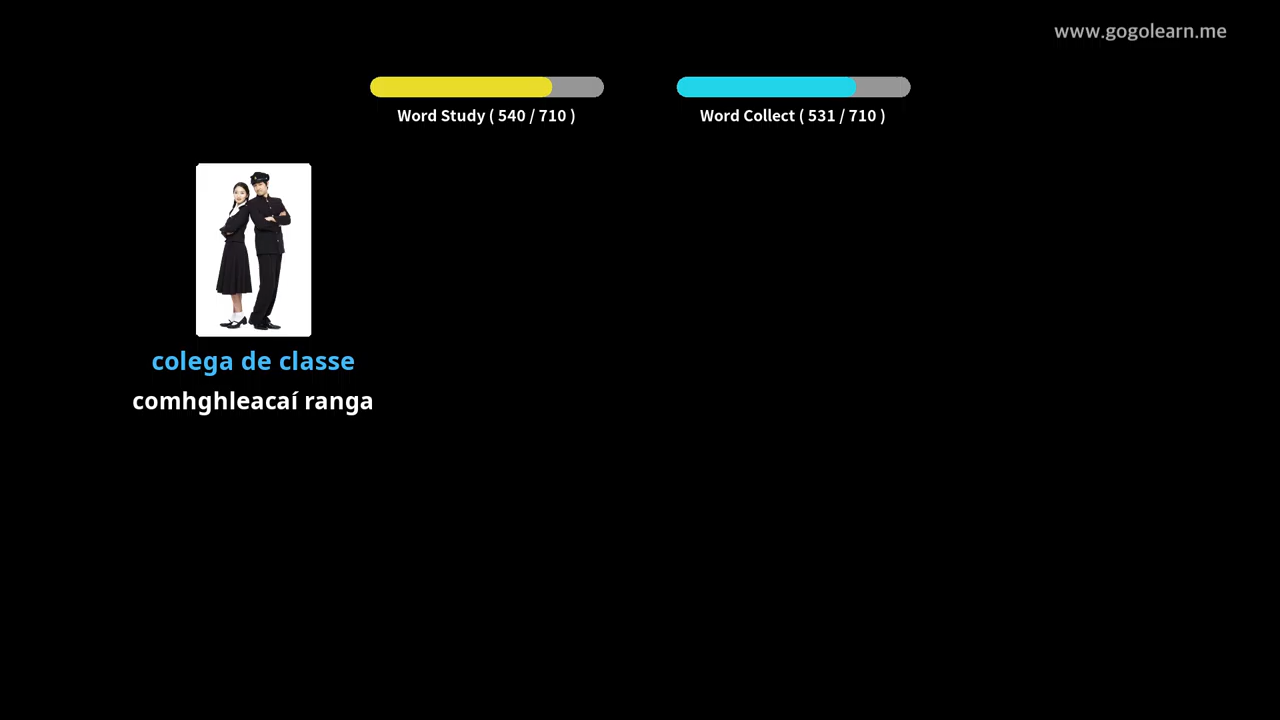 www.gogolearn.me
Word Study ( 540 / 710 )
Word Collect ( 531 / 710 )
colega de classe
comhghleacaí ranga